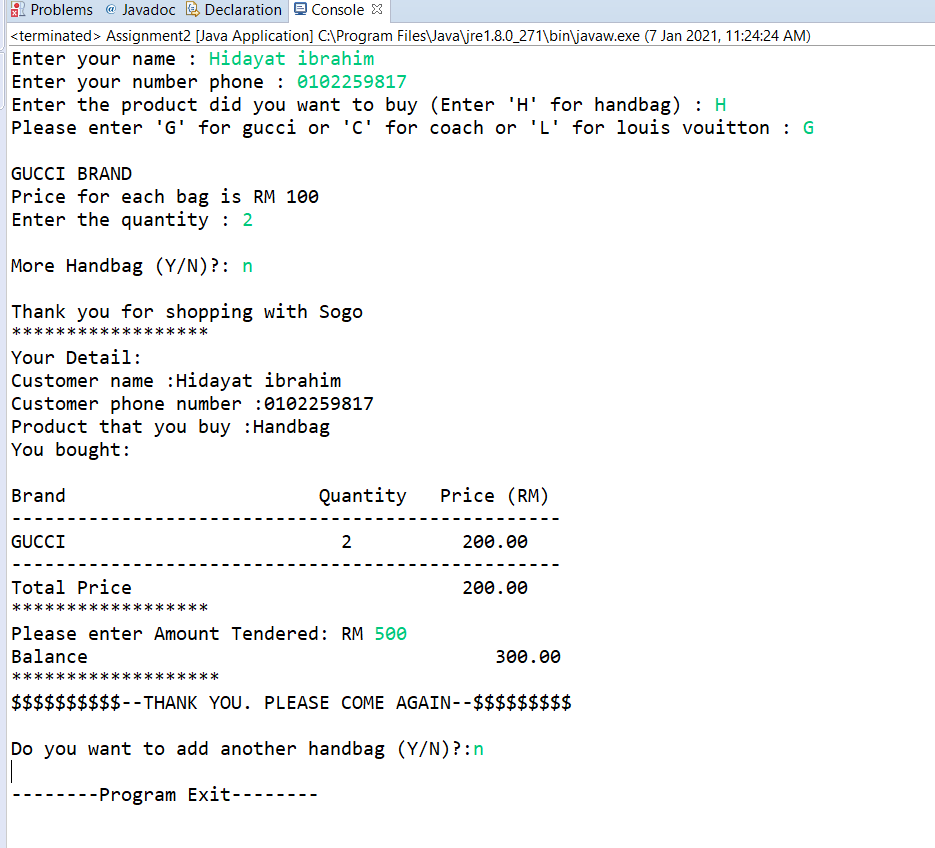 Problems @ Javadoc Declaration Console
<terminated> Assignment2 [Java Application] C:\Program Files\Java\jre1.8.0_271\bin\javaw.exe (7 Jan 2021, 11:24:24 AM)
Enter your name : Hidayat ibrahim
Enter your number phone : 0102259817
Enter the product did you want to buy (Enter 'H' for handbag) : H
Please enter 'G' for gucci or 'C' for coach or 'L' for louis vouitton : G
GUCCI BRAND
Price for each bag is RM 100
Enter the quantity : 2
More Handbag (Y/N)?: n
Thank you for shopping with Sogo
******************
Your Detail:
Customer name :Hidayat ibrahim
Customer phone number :0102259817
Product that you buy :Handbag
You bought:
Brand Quantity Price (RM)
--------------------------------------------------
GUCCI 2 200.00
--------------------------------------------------
Total Price 200.00
******************
Please enter Amount Tendered: RM 500
Balance 300.00
*******************
$$$$$$$$$$--THANK YOU. PLEASE COME AGAIN--$$$$$$$$$
Do you want to add another handbag (Y/N)?:n
--------Program Exit--------